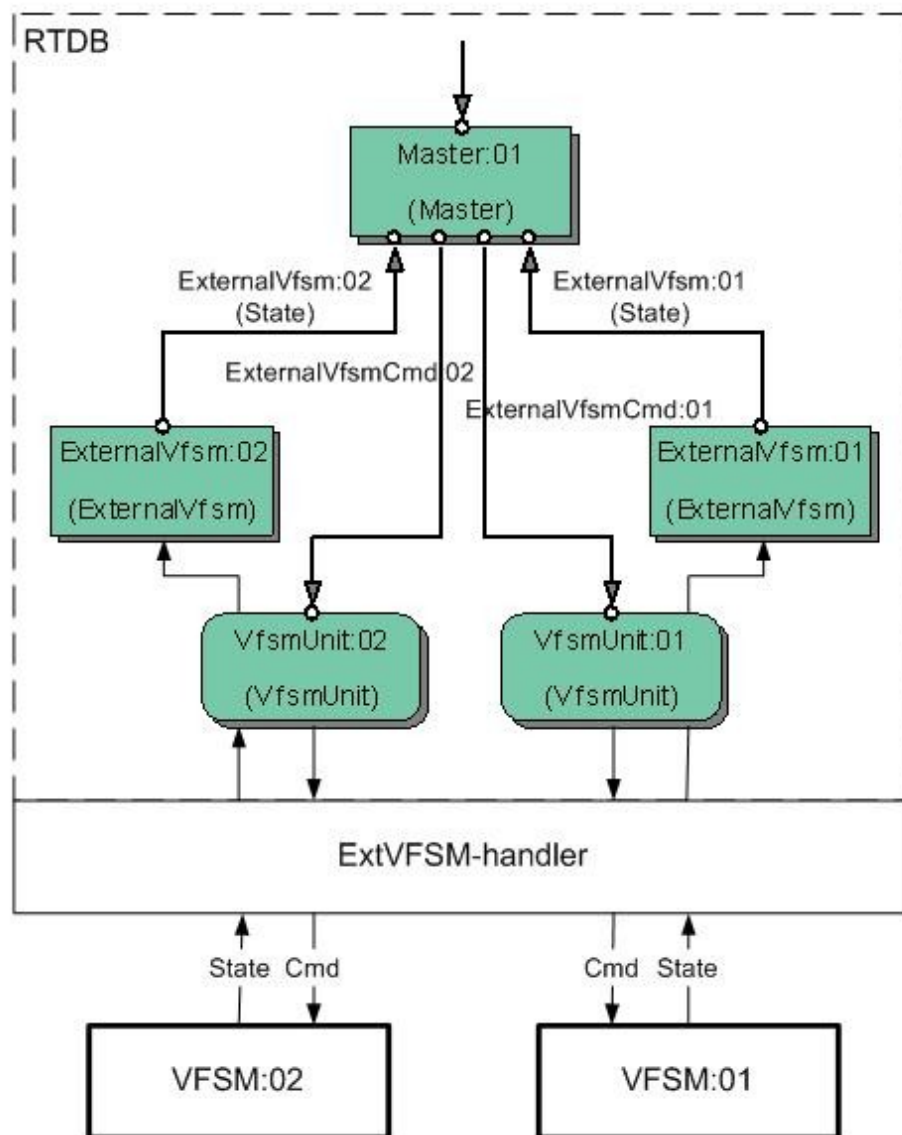 RTDB
Master:01
(Master)
ExternalVfsm:02
(State)
ExternalVfsm:01
(State)
ExternalVfsmCmd:02
ExternalVfsmCmd:01
ExternalVfsm:02
(ExternalVfsm)
ExternalVfsm:01
(ExternalVfsm)
VfsmUnit:02
(VfsmUnit)
VfsmUnit:01
(VfsmUnit)
ExtVFSM-handler
State Cmd
Cmd State
VFSM:02
VFSM:01